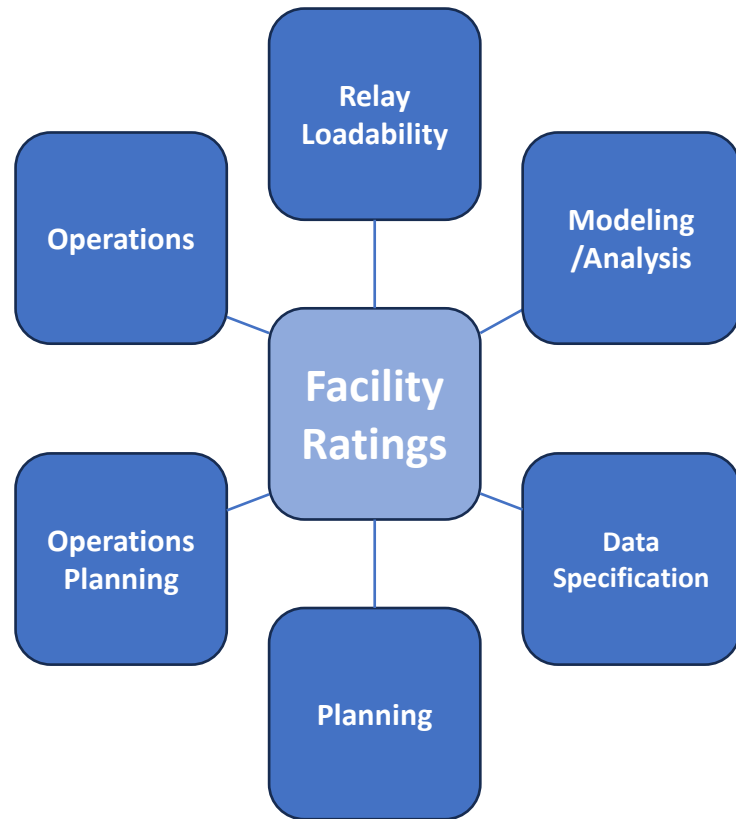 Relay
Loadability
Operations
Modeling
/Analysis
Facility
Ratings
Operations
Planning
Data
Specification
Planning